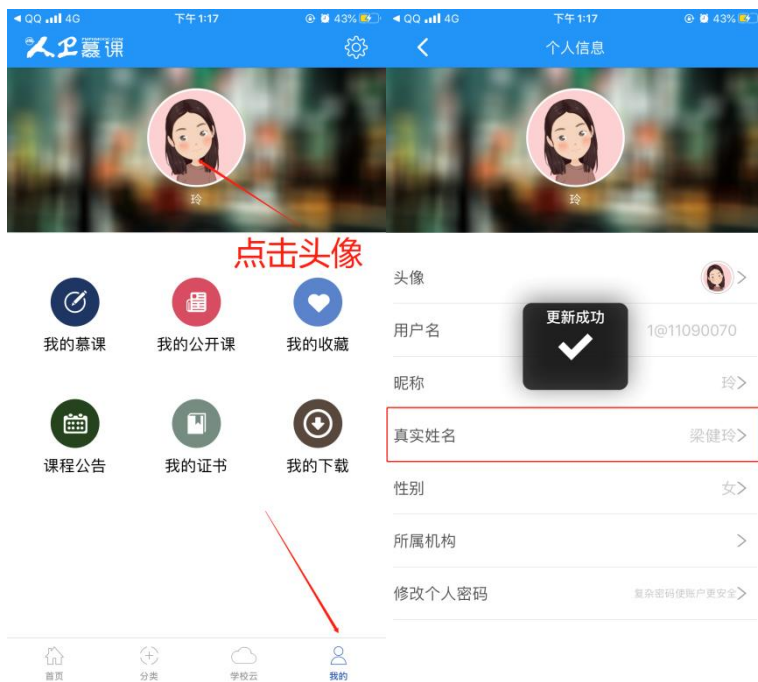 QQ 4G 下午1:17 43%
人卫慕课
玲
点击头像
我的慕课 我的公开课 我的收藏
课程公告 我的证书 我的下载
首页 分类 学校云 我的
QQ 4G 下午1:17 43%
个人信息
玲
头像
用户名 1@11090070
更新成功
昵称 玲
真实姓名 梁健玲
性别 女
所属机构
修改个人密码 复杂密码使账户更安全